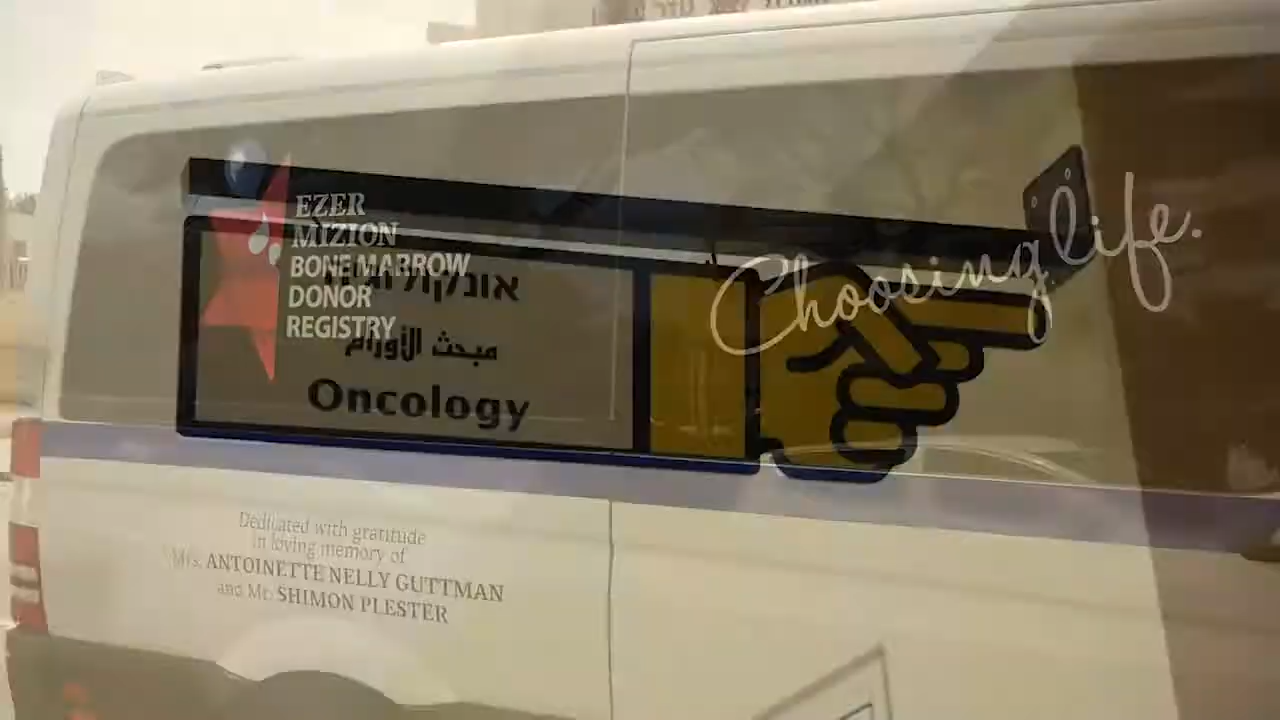 EZER
MIZION
BONE MARROW
DONOR
REGISTRY
Choosing life.
אונקולוגיה
مبحث الأورام
Oncology
Dedicated with gratitude
in loving memory of
Mrs. ANTOINETTE NELLY GUTTMAN
and Mr. SHIMON PLESTER